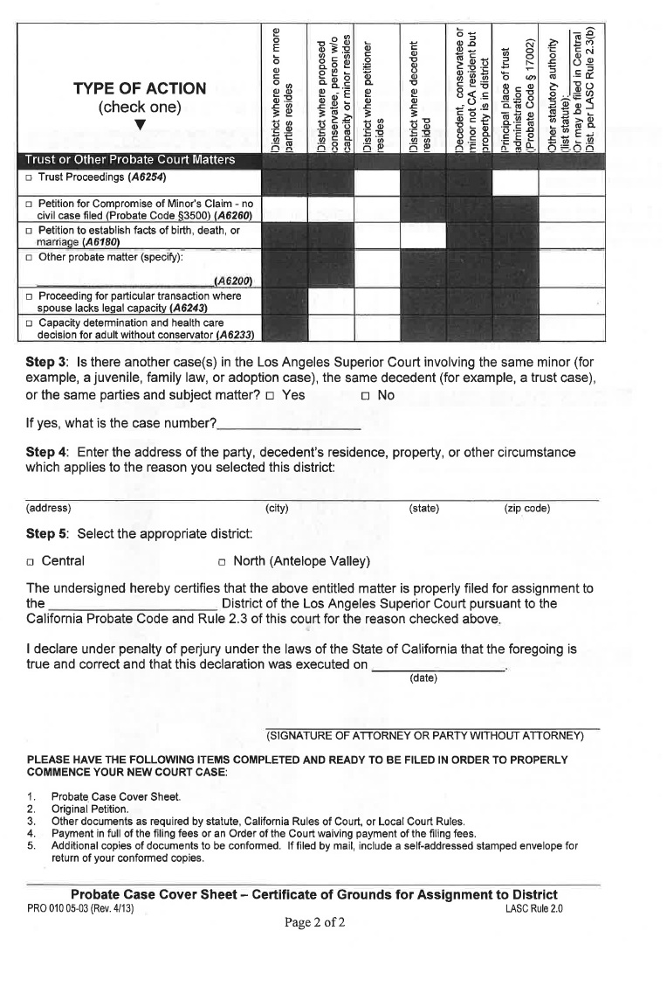 TYPE OF ACTION
(check one)
▼
District where one or more
parties resides
District where proposed
conservatee, person w/o
capacity or minor resides
District where petitioner
resides
District where decedent
resided
Decedent, conservatee or
minor not CA resident but
property is in district
Principal place of trust
administration
(Probate Code § 17002)
Other statutory authority
(list statute):
Or may be filed in Central
Dist. per LASC Rule 2.3(b)
Trust or Other Probate Court Matters
□ Trust Proceedings (A6254)
□ Petition for Compromise of Minor's Claim - no
civil case filed (Probate Code §3500) (A6260)
□ Petition to establish facts of birth, death, or
marriage (A6180)
□ Other probate matter (specify):
(A6200)
□ Proceeding for particular transaction where
spouse lacks legal capacity (A6243)
□ Capacity determination and health care
decision for adult without conservator (A6233)
Step 3: Is there another case(s) in the Los Angeles Superior Court involving the same minor (for
example, a juvenile, family law, or adoption case), the same decedent (for example, a trust case),
or the same parties and subject matter? □ Yes □ No
If yes, what is the case number?
Step 4: Enter the address of the party, decedent's residence, property, or other circumstance
which applies to the reason you selected this district:
(address) (city) (state) (zip code)
Step 5: Select the appropriate district:
□ Central □ North (Antelope Valley)
The undersigned hereby certifies that the above entitled matter is properly filed for assignment to
the ______ District of the Los Angeles Superior Court pursuant to the
California Probate Code and Rule 2.3 of this court for the reason checked above.
I declare under penalty of perjury under the laws of the State of California that the foregoing is
true and correct and that this declaration was executed on ______.
(date)
(SIGNATURE OF ATTORNEY OR PARTY WITHOUT ATTORNEY)
PLEASE HAVE THE FOLLOWING ITEMS COMPLETED AND READY TO BE FILED IN ORDER TO PROPERLY
COMMENCE YOUR NEW COURT CASE:
1. Probate Case Cover Sheet.
2. Original Petition.
3. Other documents as required by statute, California Rules of Court, or Local Court Rules.
4. Payment in full of the filing fees or an Order of the Court waiving payment of the filing fees.
5. Additional copies of documents to be conformed. If filed by mail, include a self-addressed stamped envelope for
return of your conformed copies.
Probate Case Cover Sheet – Certificate of Grounds for Assignment to District
PRO 010 05-03 (Rev. 4/13) LASC Rule 2.0
Page 2 of 2